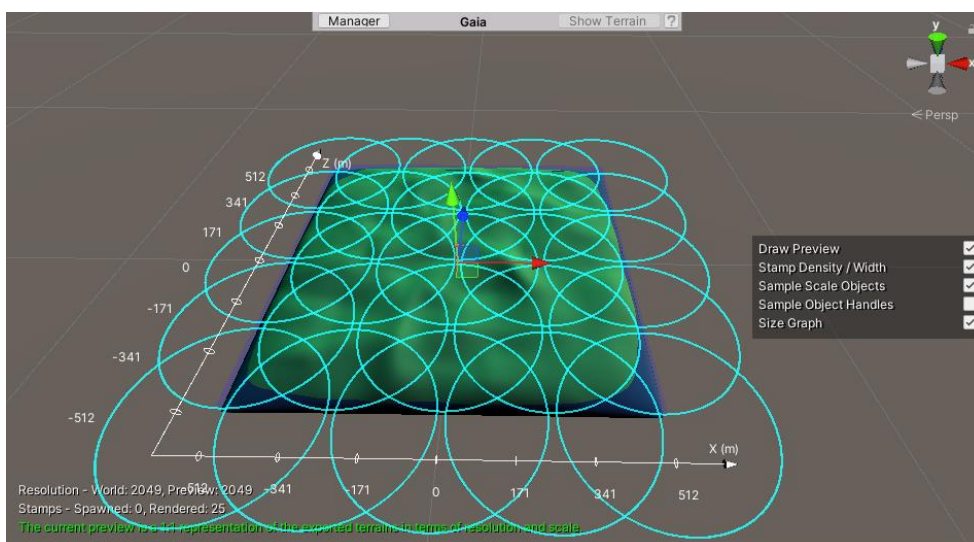 Manager Gaia Show Terrain ?
y
x
< Persp
Z (m)
512
341
171
0
-171
-341
-512
Draw Preview
Stamp Density / Width
Sample Scale Objects
Sample Object Handles
Size Graph
X (m)
-512 -341 -171 0 171 341 512
Resolution - World: 2049, Preview: 2049
Stamps - Spawned: 0, Rendered: 25
The current preview is a 1:1 representation of the exported terrains in terms of resolution and scale.